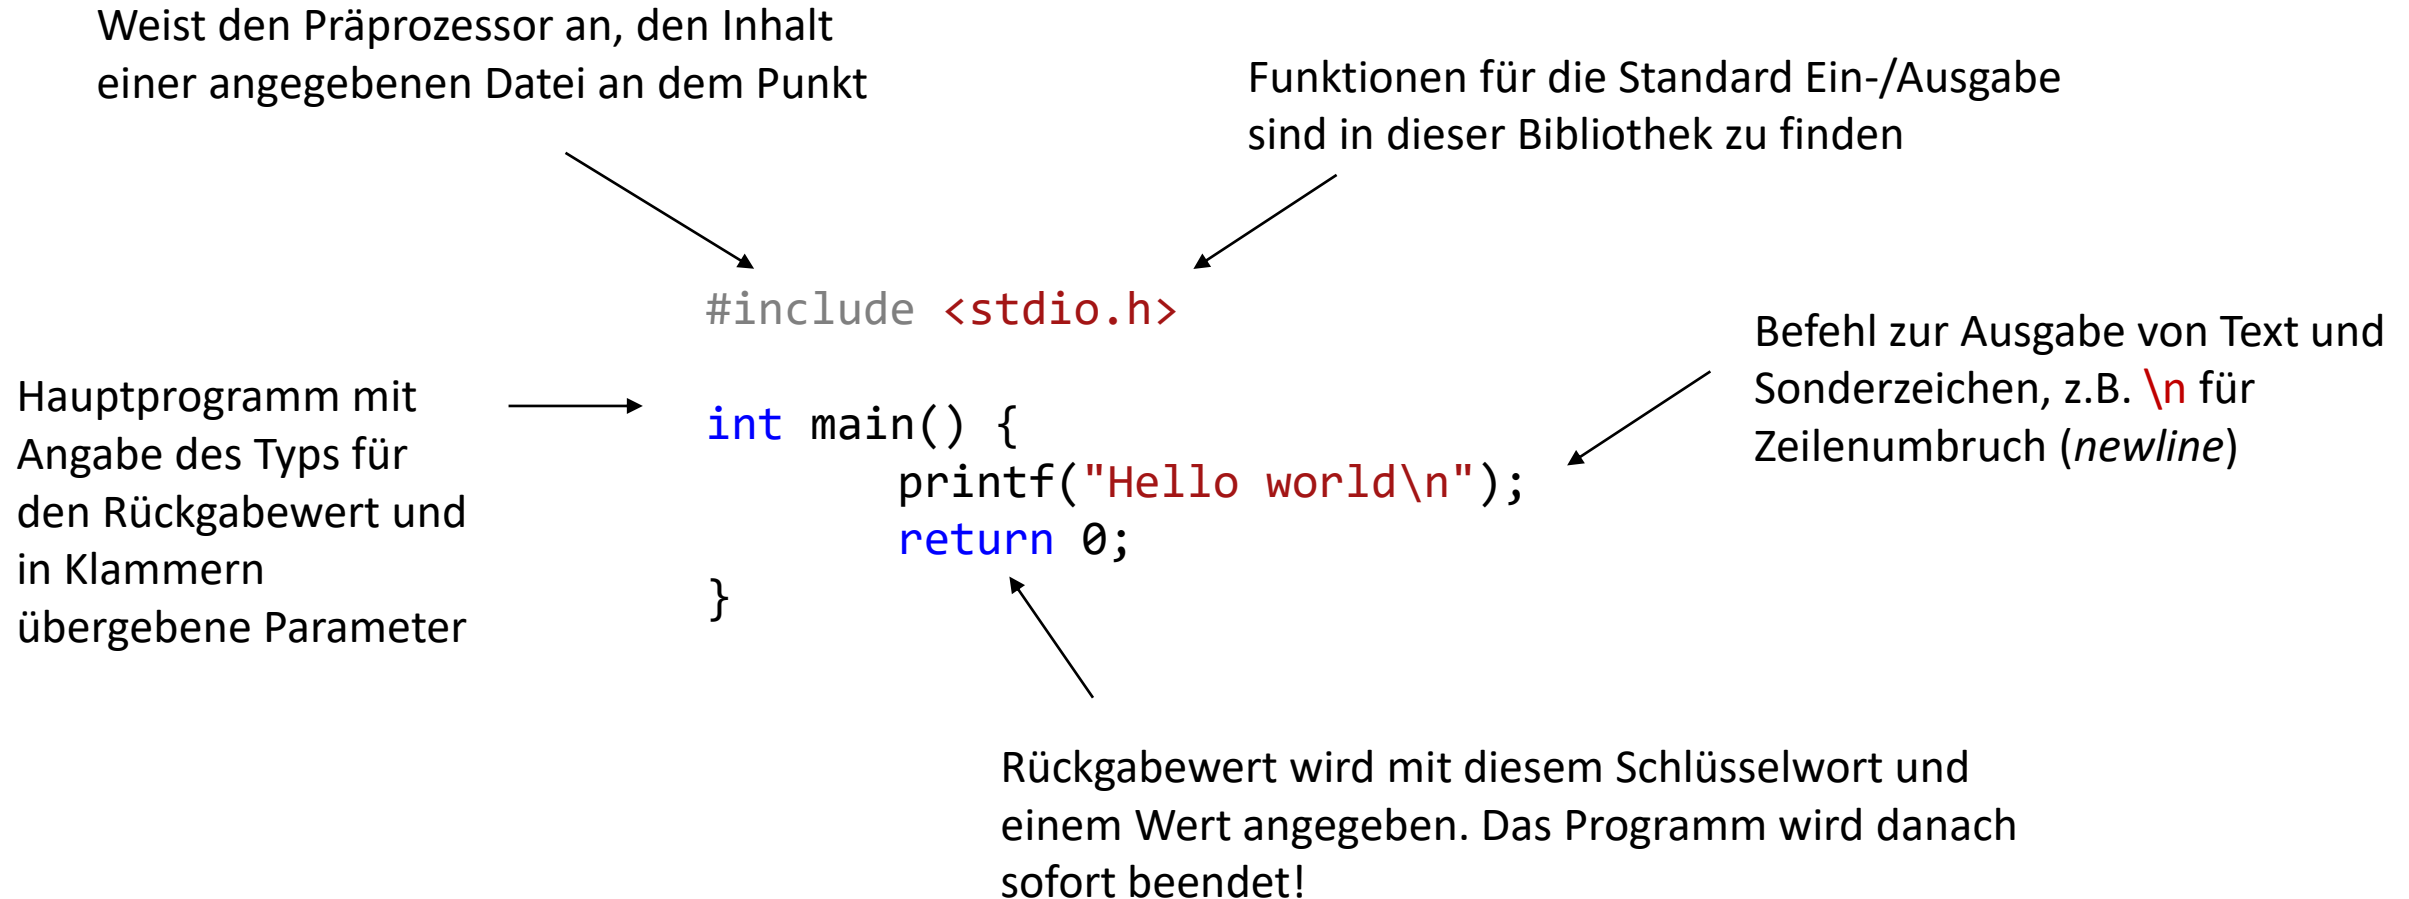 Weist den Präprozessor an, den Inhalt
einer angegebenen Datei an dem Punkt
Funktionen für die Standard Ein-/Ausgabe
sind in dieser Bibliothek zu finden
#include <stdio.h>
Hauptprogramm mit
Angabe des Typs für
den Rückgabewert und
in Klammern
übergebene Parameter
int main() {
printf("Hello world\n");
return 0;
}
Befehl zur Ausgabe von Text und
Sonderzeichen, z.B. \n für
Zeilenumbruch (newline)
Rückgabewert wird mit diesem Schlüsselwort und
einem Wert angegeben. Das Programm wird danach
sofort beendet!